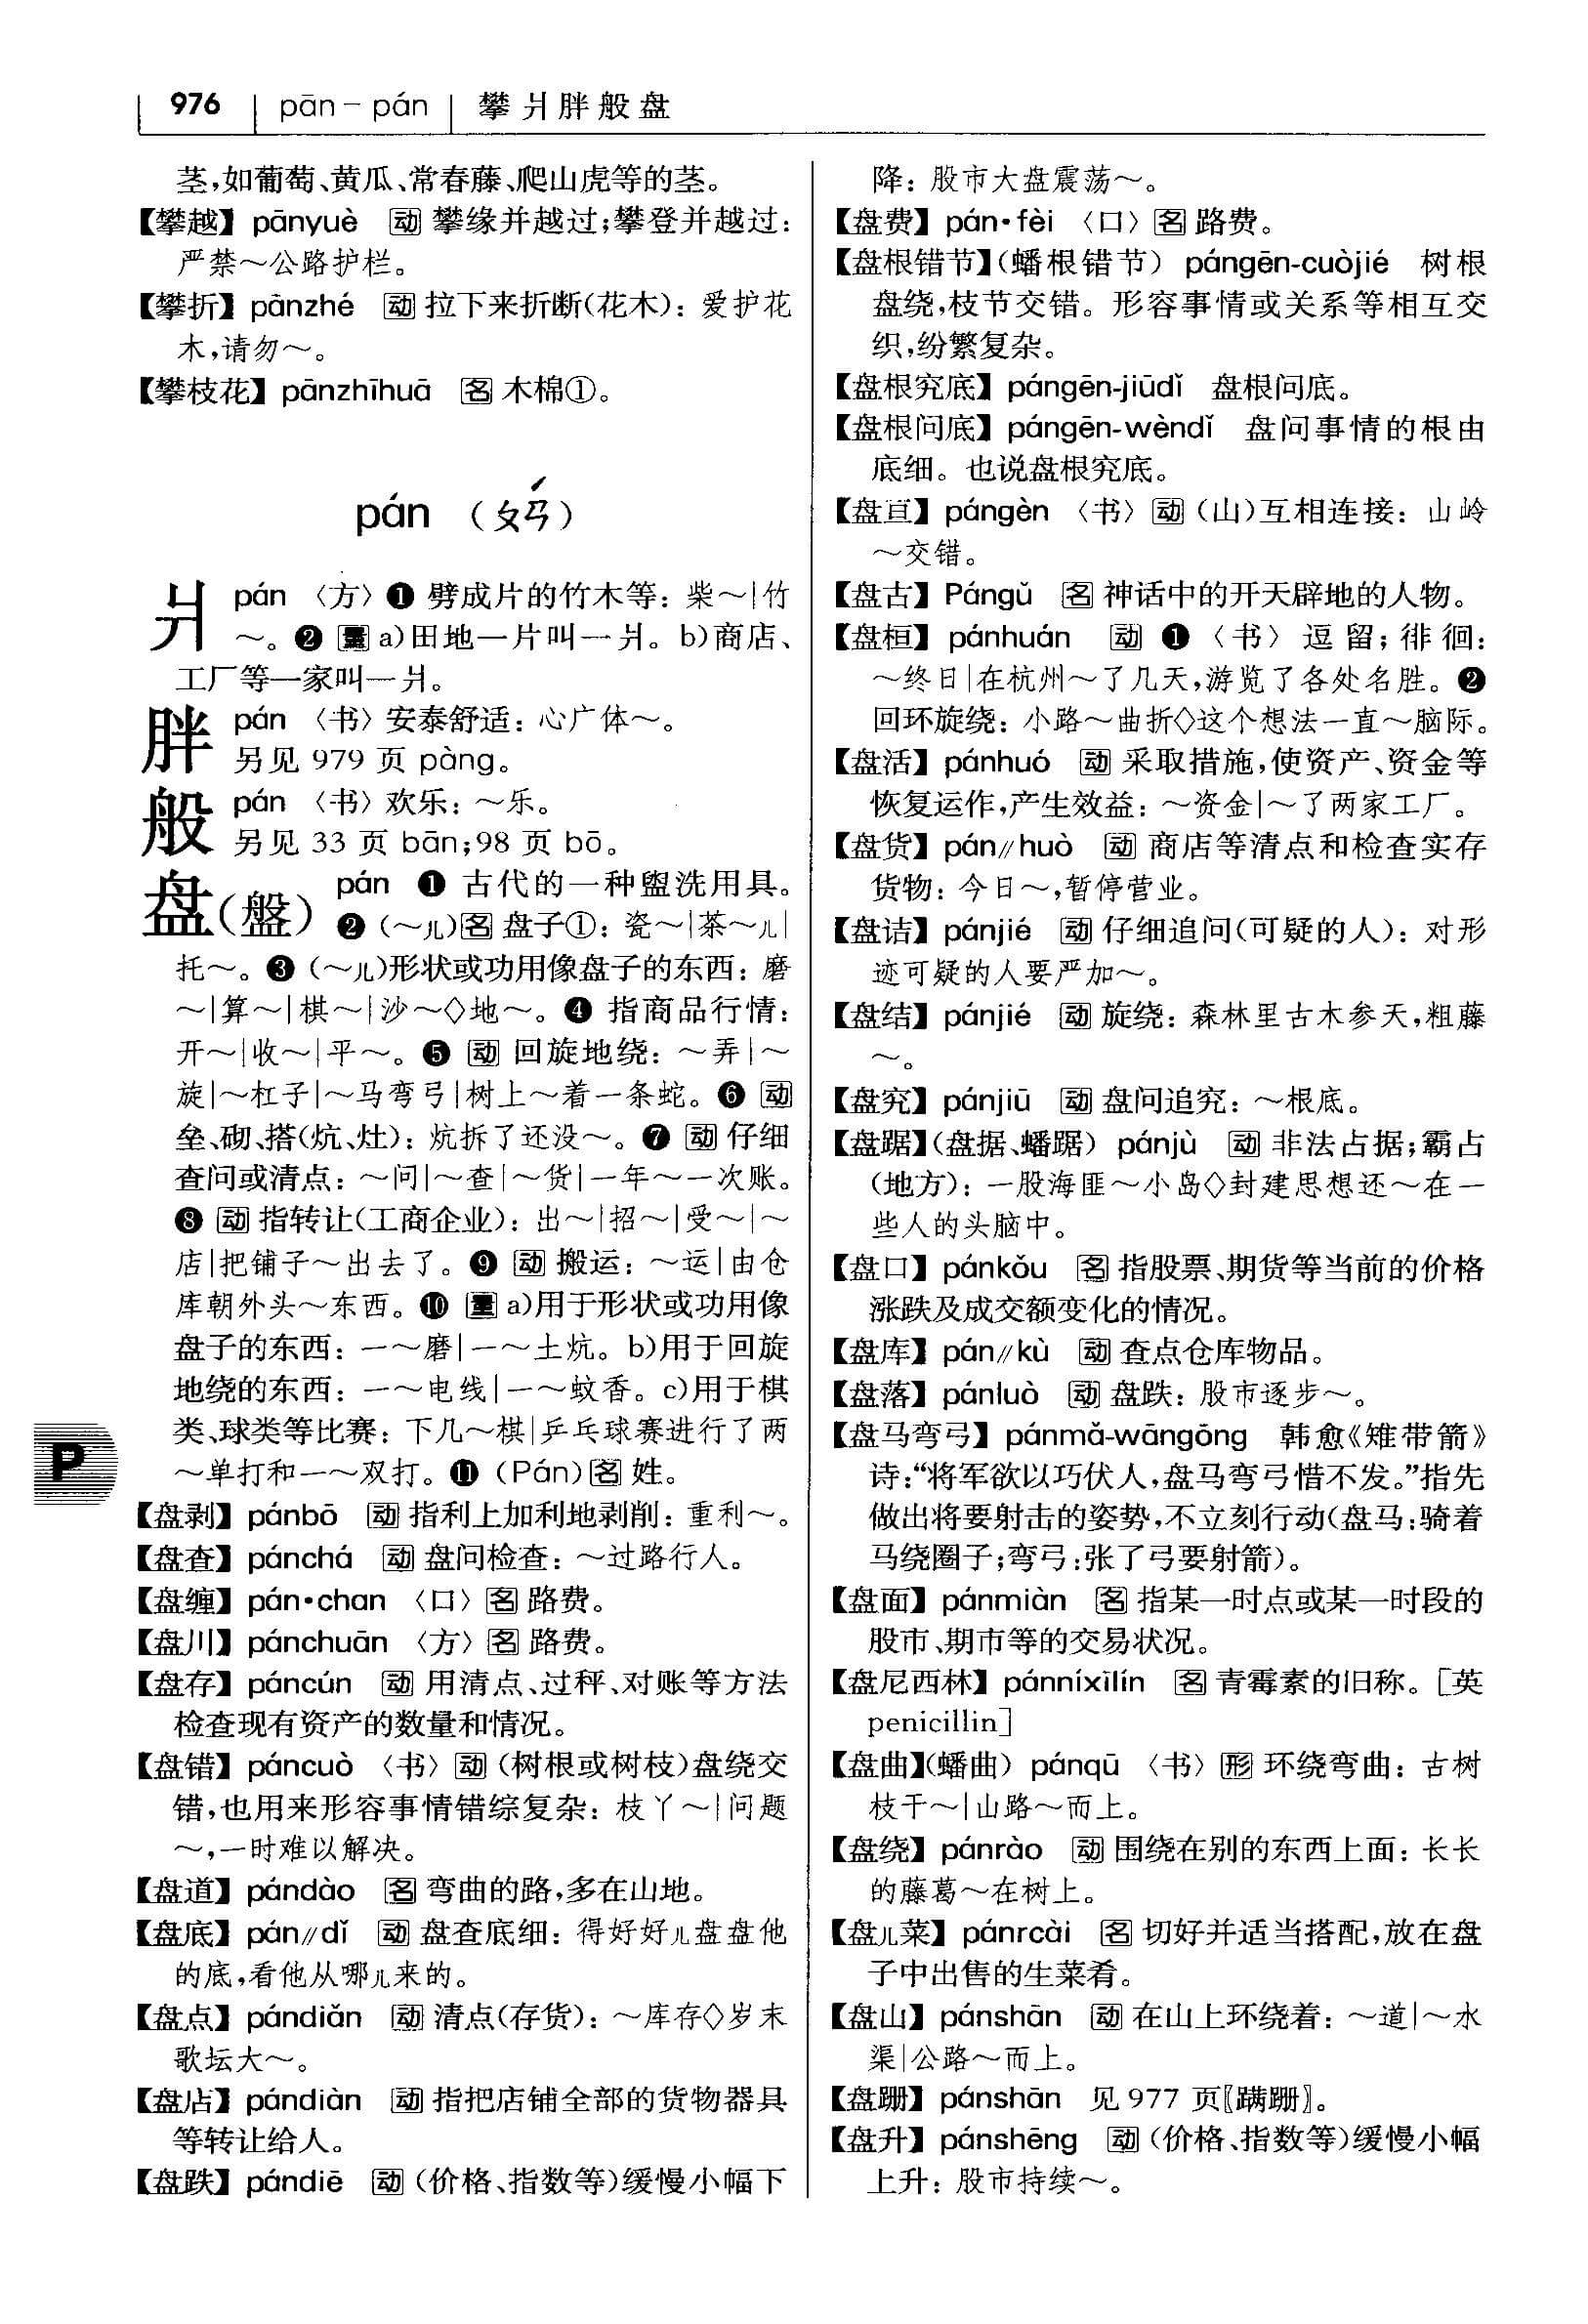 976 pān－pán 攀爿胖般盘
茎,如葡萄、黄瓜、常春藤、爬山虎等的茎。
【攀越】pānyuè 动 攀缘并越过;攀登并越过：
严禁～公路护栏。
【攀折】pānzhé 动 拉下来折断(花木)：爱护花
木,请勿～。
【攀枝花】pānzhīhuā 名 木棉①。
pán （ㄆㄢˊ）
爿 pán 〈方〉❶ 劈成片的竹木等：柴～|竹
～。❷ 量 a)田地一片叫一爿。b)商店、
工厂等一家叫一爿。
胖 pán 〈书〉安泰舒适：心广体～。
另见 979 页 pàng。
般 pán 〈书〉欢乐：～乐。
另见 33 页 bān;98 页 bō。
盘(盤) pán ❶ 古代的一种盥洗用具。
❷ (～儿)名 盘子①：瓷～|茶～儿|
托～。❸ (～儿)形状或功用像盘子的东西：磨
～|算～|棋～|沙～◇地～。❹ 指商品行情：
开～|收～|平～。❺ 动 回旋地绕：～弄|～
旋|～杠子|～马弯弓|树上～着一条蛇。❻ 动
垒、砌、搭(炕、灶)：炕拆了还没～。❼ 动 仔细
查问或清点：～问|～查|～货|一年～一次账。
❽ 动 指转让(工商企业)：出～|招～|受～|～
店|把铺子～出去了。❾ 动 搬运：～运|由仓
库朝外头～东西。❿ 量 a)用于形状或功用像
盘子的东西：一～磨|一～土炕。b)用于回旋
地绕的东西：一～电线|一～蚊香。c)用于棋
类、球类等比赛：下几～棋|乒乓球赛进行了两
～单打和一～双打。⓫ (Pán)名 姓。
【盘剥】pánbō 动 指利上加利地剥削：重利～。
【盘查】pánchá 动 盘问检查：～过路行人。
【盘缠】pán•chan 〈口〉名 路费。
【盘川】pánchuān 〈方〉名 路费。
【盘存】páncún 动 用清点、过秤、对账等方法
检查现有资产的数量和情况。
【盘错】páncuò 〈书〉动 (树根或树枝)盘绕交
错,也用来形容事情错综复杂：枝丫～|问题
～,一时难以解决。
【盘道】pándào 名 弯曲的路,多在山地。
【盘底】pán//dǐ 动 盘查底细：得好好儿盘盘他
的底,看他从哪儿来的。
【盘点】pándiǎn 动 清点(存货)：～库存◇岁末
歌坛大～。
【盘店】pándiàn 动 指把店铺全部的货物器具
等转让给人。
【盘跌】pándiē 动 (价格、指数等)缓慢小幅下
P
降：股市大盘震荡～。
【盘费】pán•fèi 〈口〉名 路费。
【盘根错节】(蟠根错节) pángēn-cuòjié 树根
盘绕,枝节交错。形容事情或关系等相互交
织,纷繁复杂。
【盘根究底】pángēn-jiūdǐ 盘根问底。
【盘根问底】pángēn-wèndǐ 盘问事情的根由
底细。也说盘根究底。
【盘亘】pángèn 〈书〉动 (山)互相连接：山岭
～交错。
【盘古】Pángǔ 名 神话中的开天辟地的人物。
【盘桓】pánhuán 动 ❶〈书〉逗留;徘徊：
～终日|在杭州～了几天,游览了各处名胜。❷
回环旋绕：小路～曲折◇这个想法一直～脑际。
【盘活】pánhuó 动 采取措施,使资产、资金等
恢复运作,产生效益：～资金|～了两家工厂。
【盘货】pán//huò 动 商店等清点和检查实存
货物：今日～,暂停营业。
【盘诘】pánjié 动 仔细追问(可疑的人)：对形
迹可疑的人要严加～。
【盘结】pánjié 动 旋绕：森林里古木参天,粗藤
～。
【盘究】pánjiū 动 盘问追究：～根底。
【盘踞】(盘据、蟠踞) pánjù 动 非法占据;霸占
(地方)：一股海匪～小岛◇封建思想还～在一
些人的头脑中。
【盘口】pánkǒu 名 指股票、期货等当前的价格
涨跌及成交额变化的情况。
【盘库】pán//kù 动 查点仓库物品。
【盘落】pánluò 动 盘跌：股市逐步～。
【盘马弯弓】pánmǎ-wāngōng 韩愈《雉带箭》
诗：“将军欲以巧伏人,盘马弯弓惜不发。”指先
做出将要射击的姿势,不立刻行动(盘马:骑着
马绕圈子;弯弓:张了弓要射箭)。
【盘面】pánmiàn 名 指某一时点或某一时段的
股市、期市等的交易状况。
【盘尼西林】pánníxīlín 名 青霉素的旧称。[英
penicillin]
【盘曲】(蟠曲) pánqū 〈书〉形 环绕弯曲：古树
枝干～|山路～而上。
【盘绕】pánrào 动 围绕在别的东西上面：长长
的藤葛～在树上。
【盘儿菜】pánrcài 名 切好并适当搭配,放在盘
子中出售的生菜肴。
【盘山】pánshān 动 在山上环绕着：～道|～水
渠|公路～而上。
【盘跚】pánshān 见 977 页〖蹒跚〗。
【盘升】pánshēng 动 (价格、指数等)缓慢小幅
上升：股市持续～。